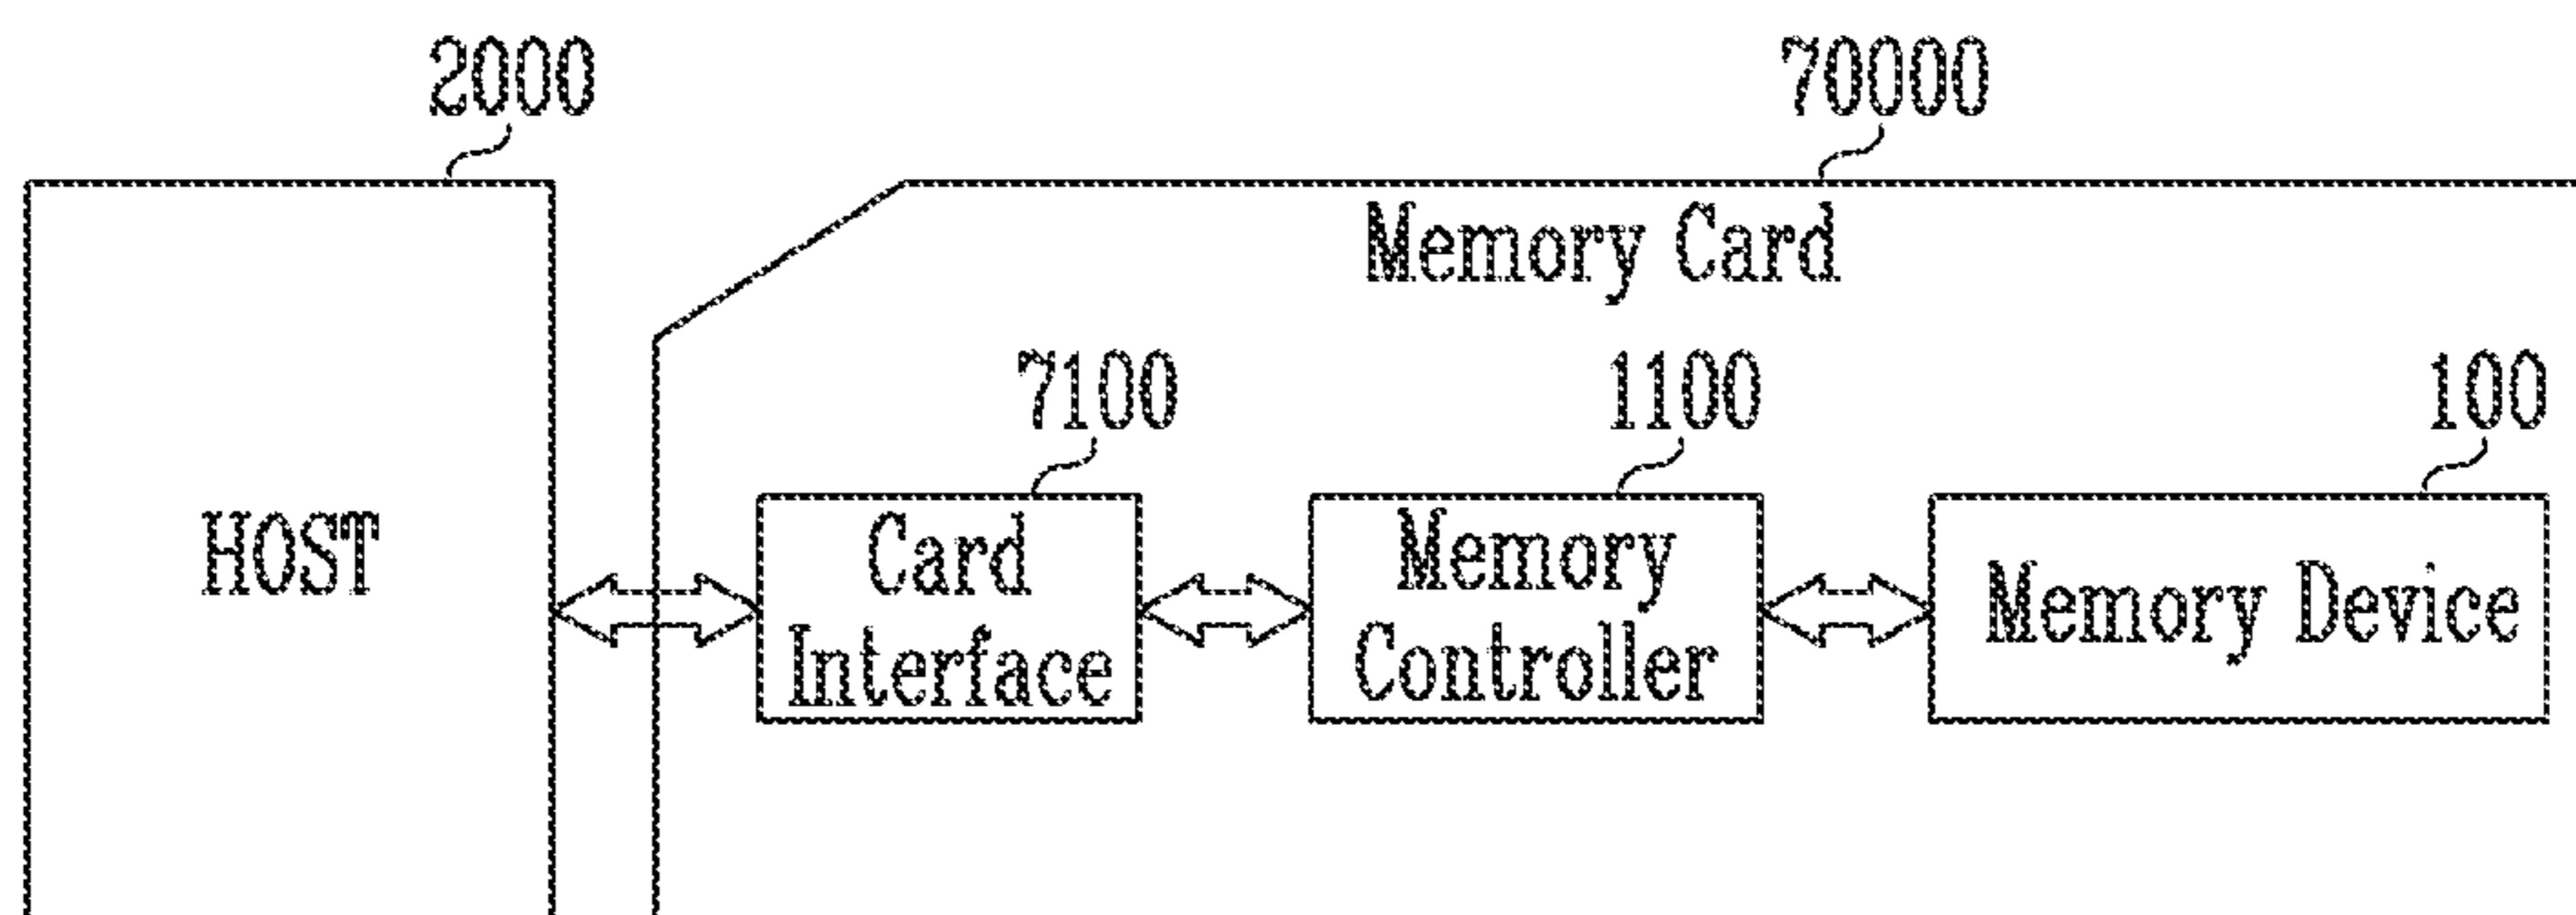 2000
70000
Memory Card
7100
1100
100
HOST
Card
Interface
Memory
Controller
Memory Device